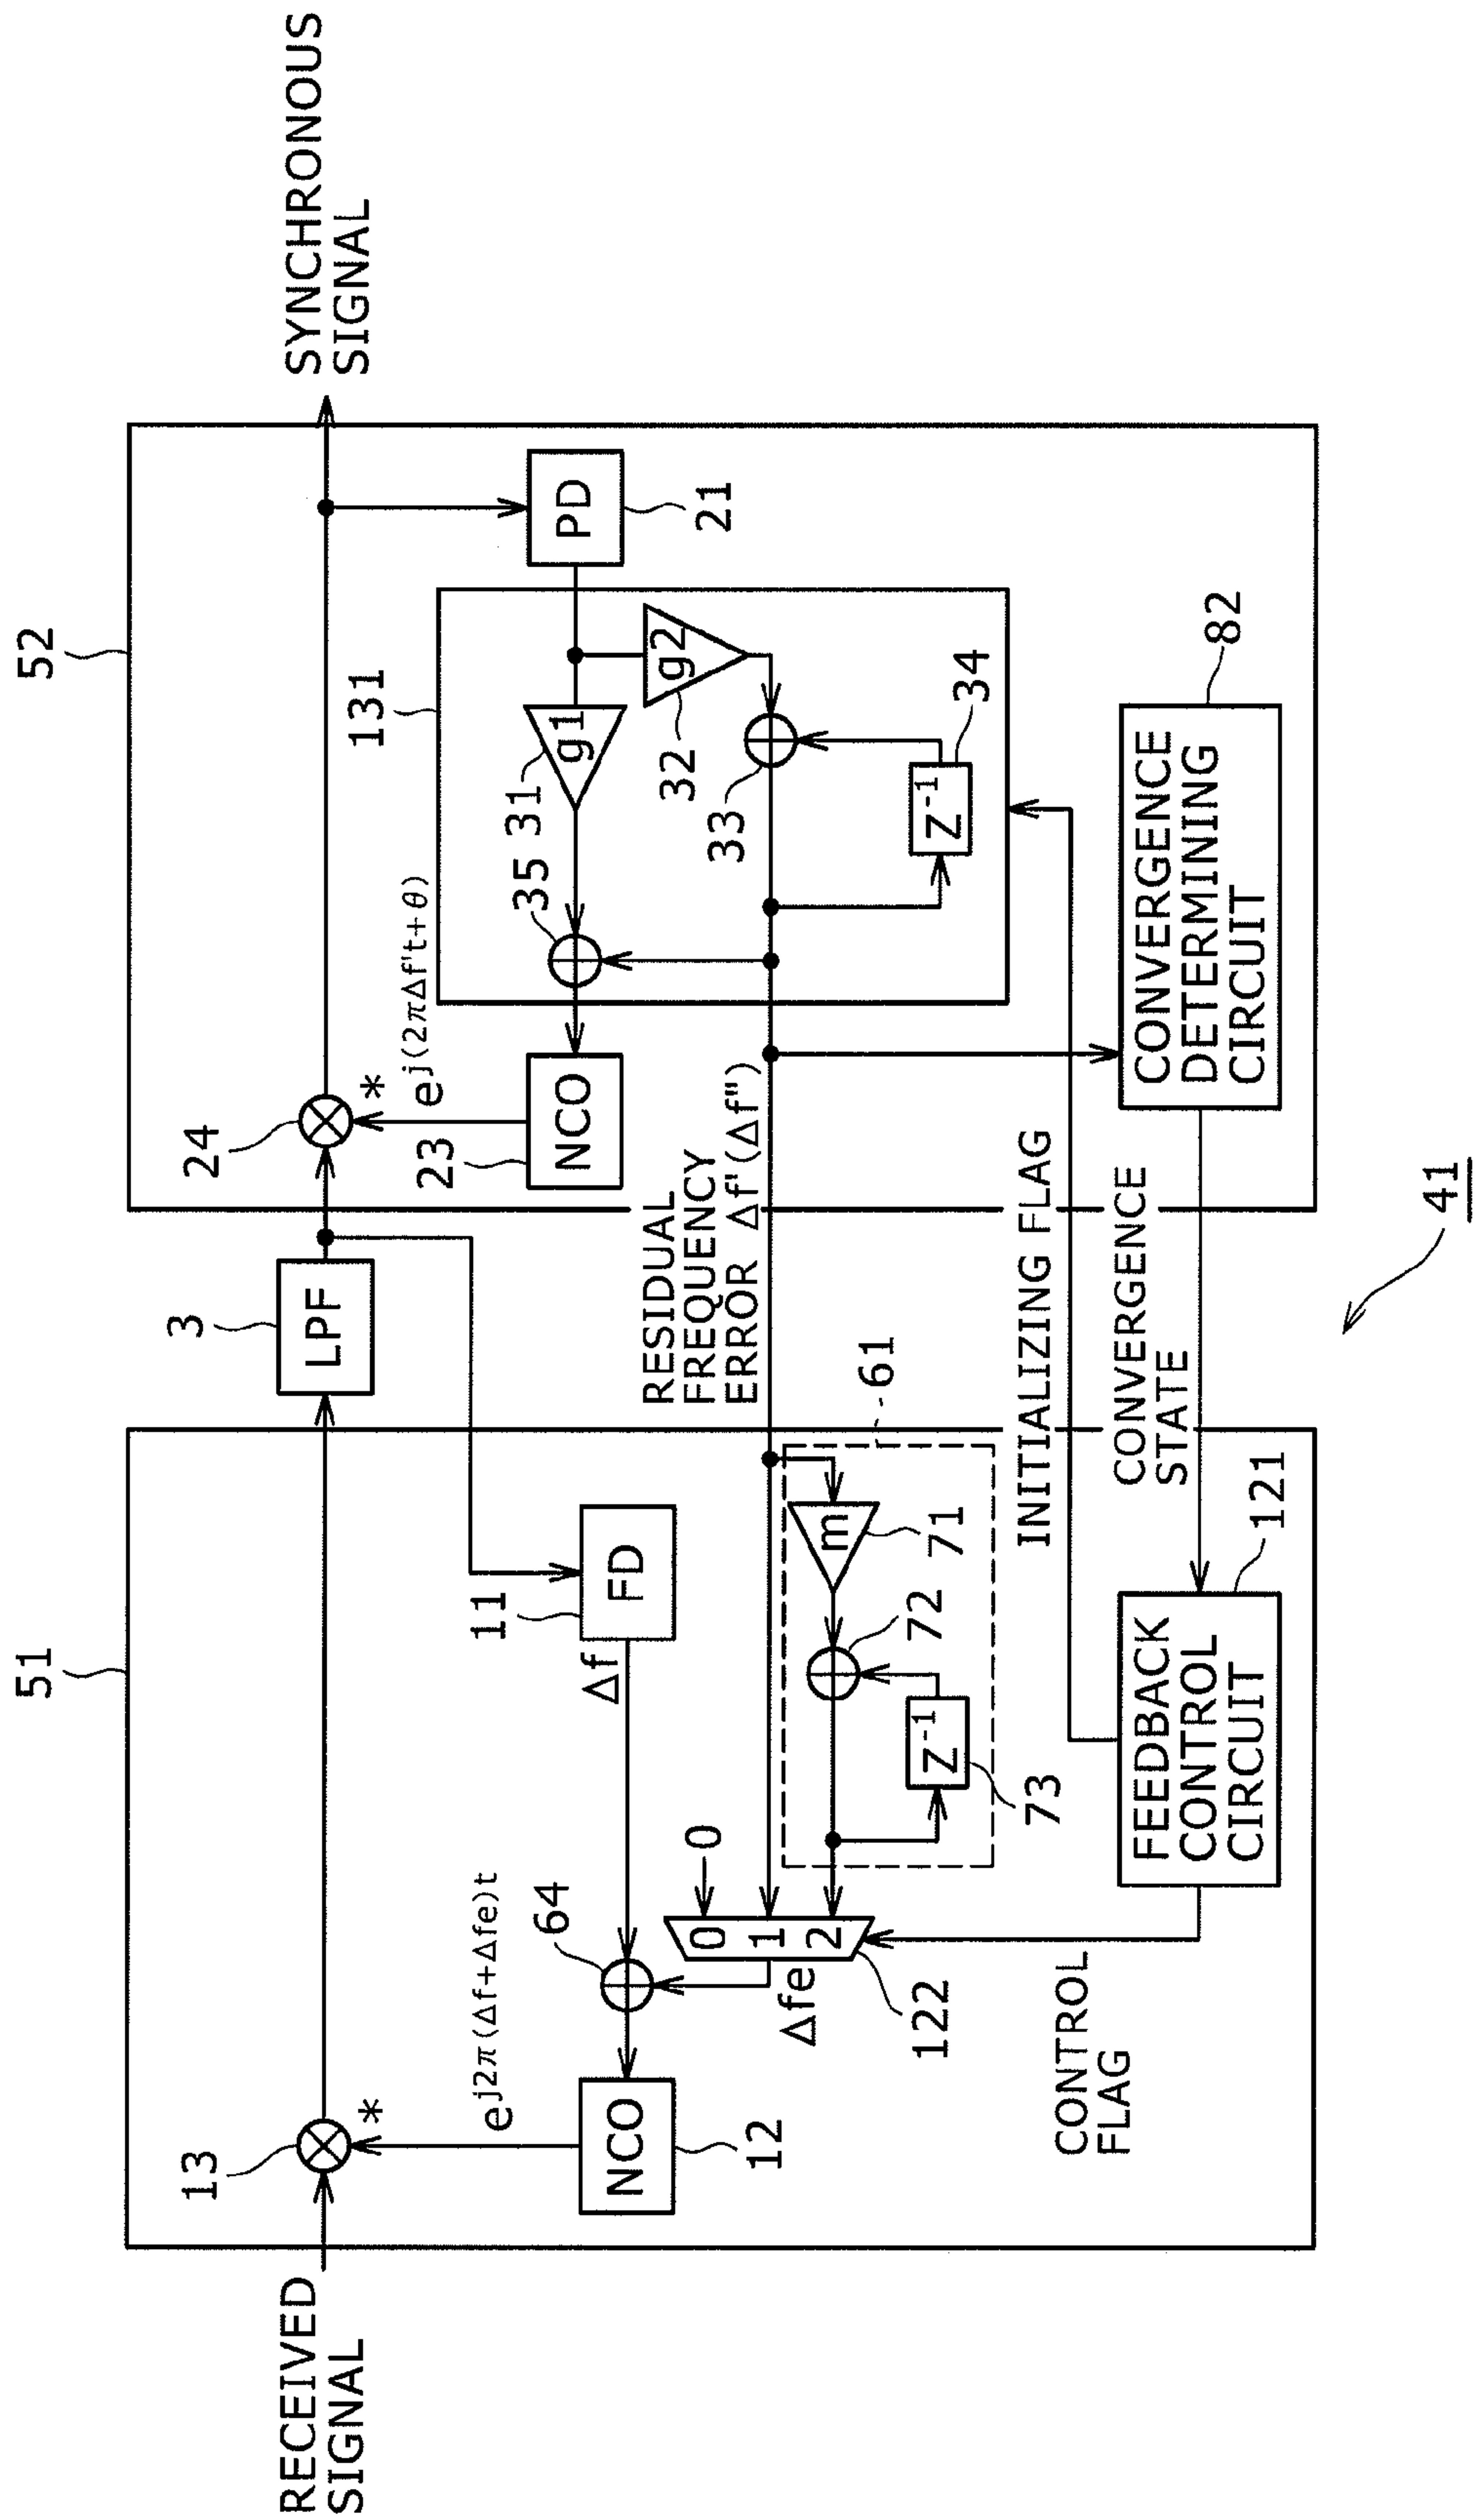 51
52
RECEIVED
SIGNAL
13
*
3
LPF
24
*
SYNCHRONOUS
SIGNAL
e^{j2π(Δf+Δfe)t}
e^{j(2πΔf't+θ)}
NCO
12
64
Δf
11
FD
23
NCO
35
31
g1
131
PD
21
0
0
1
2
Δfe
122
RESIDUAL
FREQUENCY
ERROR Δf'(Δf")
61
m
71
72
Z^{-1}
73
g2
32
33
Z^{-1}
34
INITIALIZING FLAG
CONTROL
FLAG
CONVERGENCE
STATE
FEEDBACK
CONTROL
CIRCUIT
121
CONVERGENCE
DETERMINING
CIRCUIT
82
41